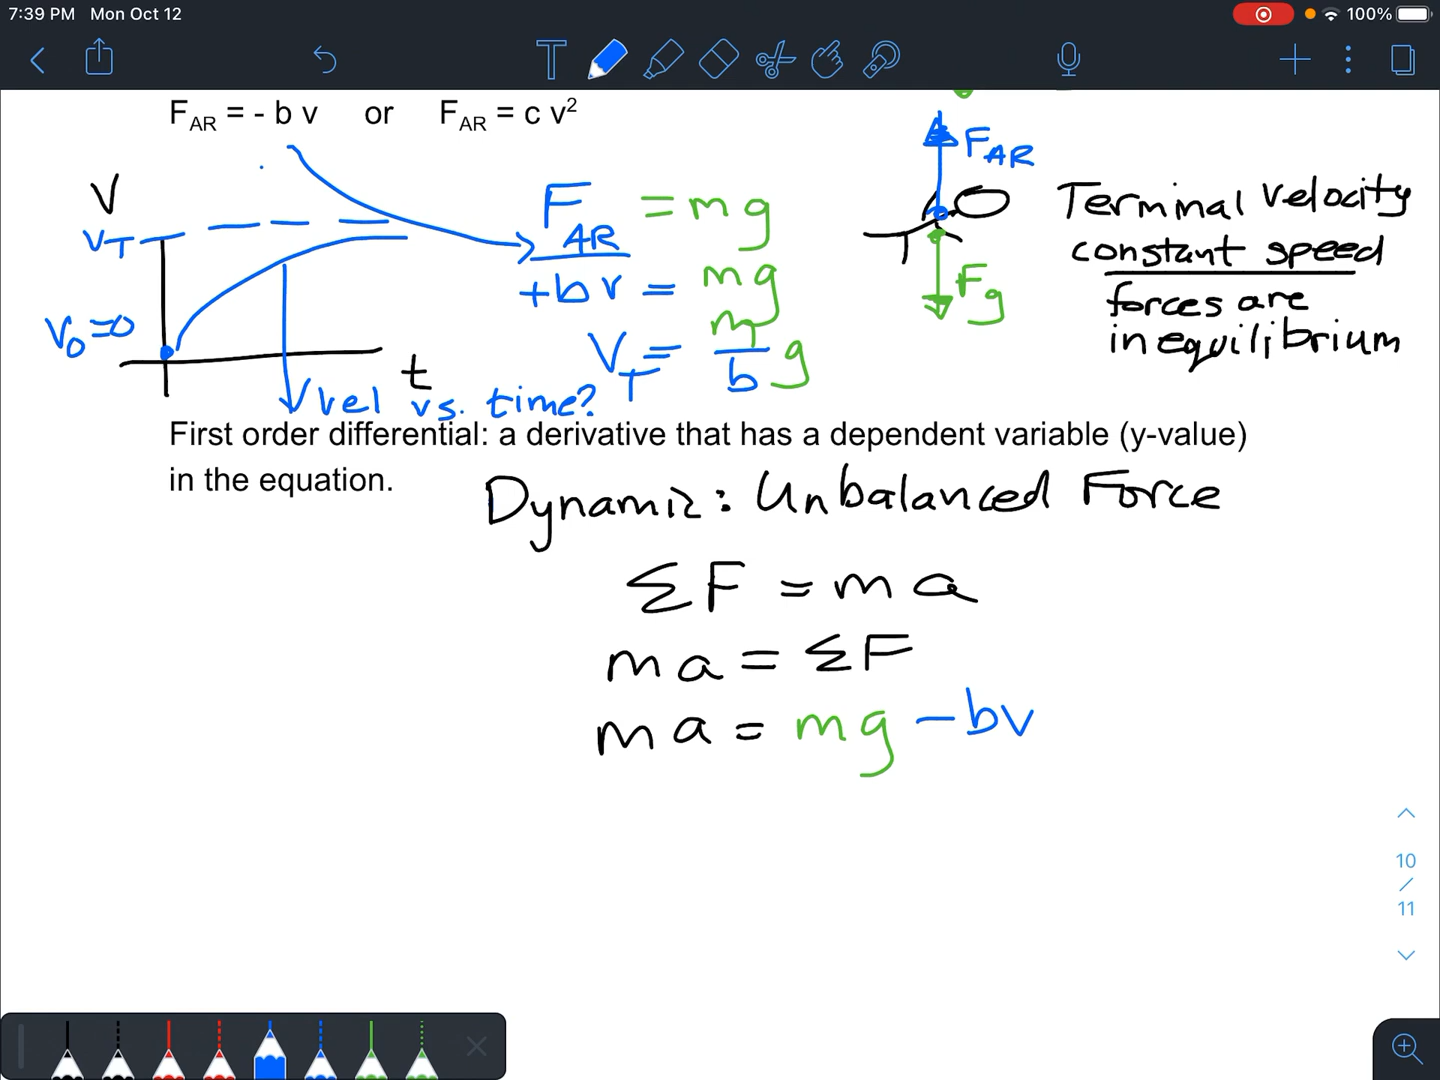 7:39 PM Mon Oct 12
100%
F_AR = - b v or F_AR = c v²
F_AR
F_g
V
V_T
V₀=0
t
F_AR = mg
+bv = mg
V_T = m/b g
Terminal Velocity
constant speed
forces are
in equilibrium
vel vs. time?
First order differential: a derivative that has a dependent variable (y-value)
in the equation.
Dynamic: Unbalanced Force
ΣF = ma
ma = ΣF
ma = mg - bv
10
/
11